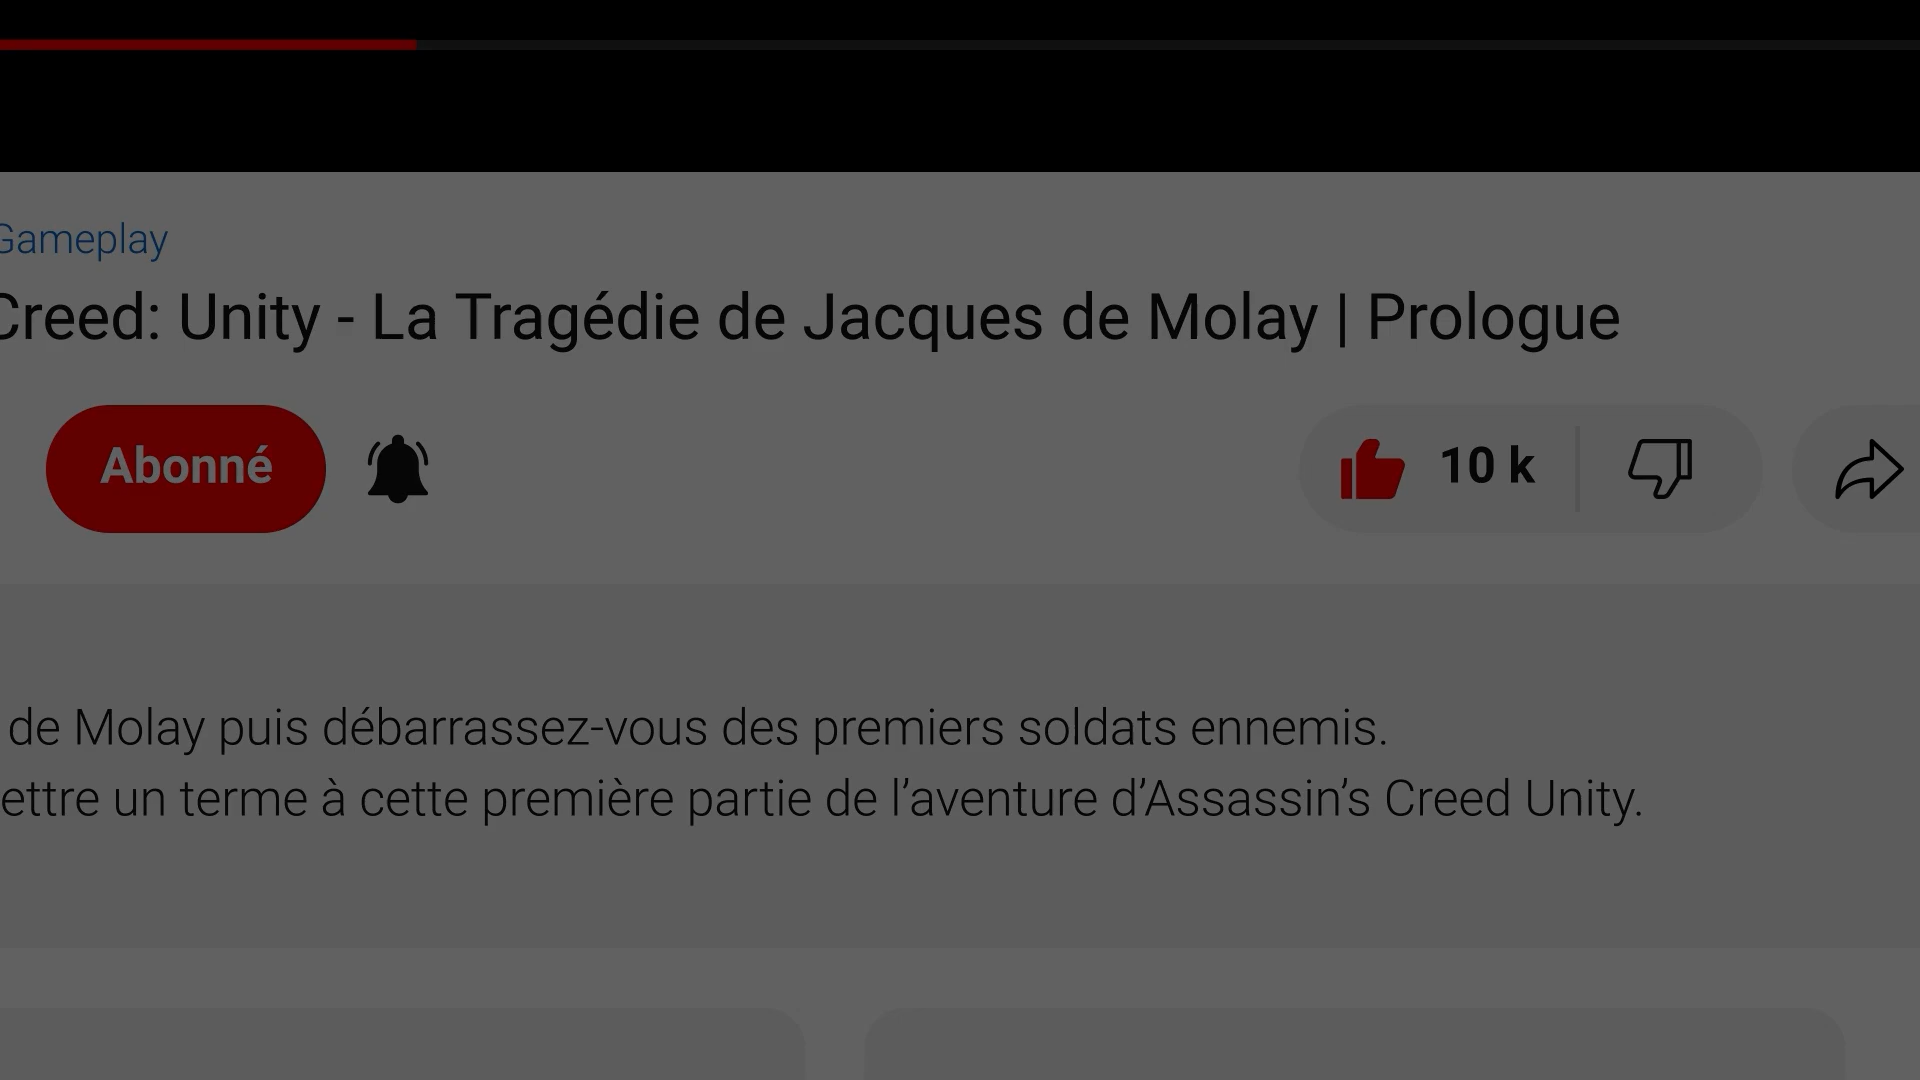 Gameplay
Creed: Unity - La Tragédie de Jacques de Molay | Prologue
Abonné
10 k
de Molay puis débarrassez-vous des premiers soldats ennemis.
ettre un terme à cette première partie de l’aventure d’Assassin’s Creed Unity.